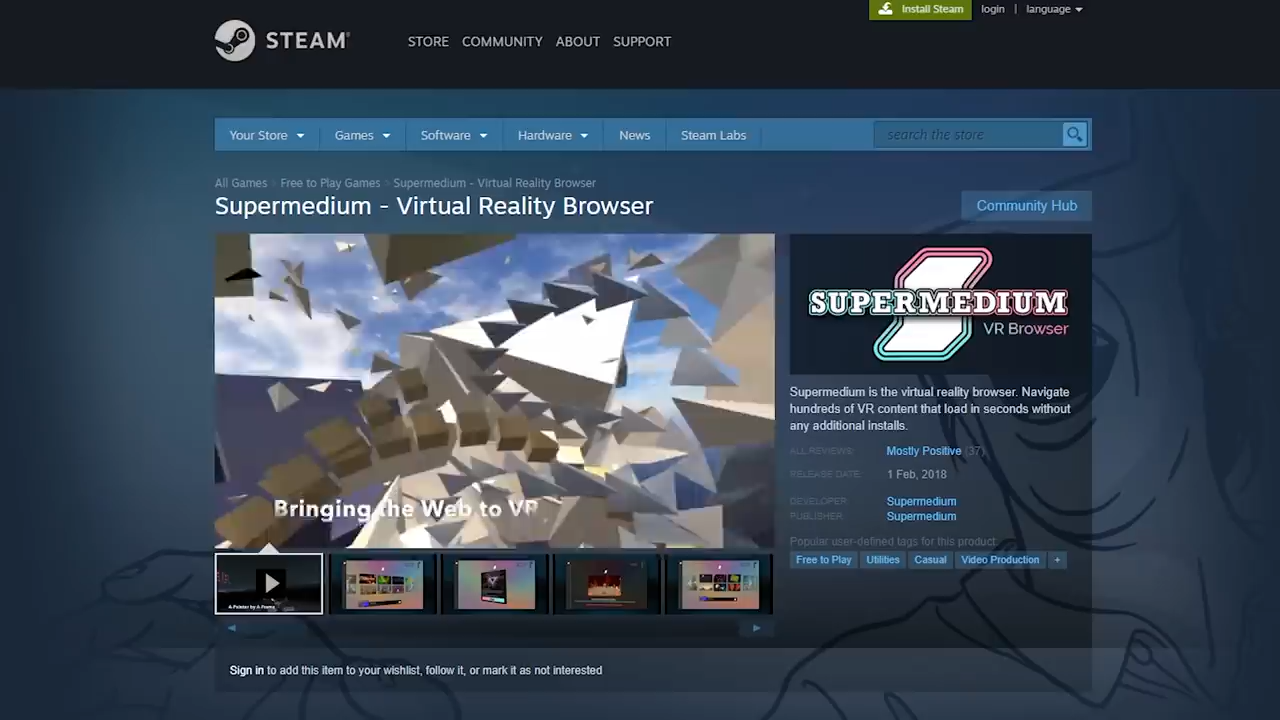 Install Steam
login | language
STEAM®
STORE COMMUNITY ABOUT SUPPORT
Your Store Games Software Hardware News Steam Labs
search the store
All Games > Free to Play Games > Supermedium - Virtual Reality Browser
Supermedium - Virtual Reality Browser
Community Hub
Bringing the Web to VR
SUPERMEDIUM
VR Browser
Supermedium is the virtual reality browser. Navigate
hundreds of VR content that load in seconds without
any additional installs.
ALL REVIEWS: Mostly Positive (37)
RELEASE DATE: 1 Feb, 2018
DEVELOPER: Supermedium
PUBLISHER: Supermedium
Popular user-defined tags for this product:
Free to Play Utilities Casual Video Production +
A-Painter by A-Frame
Sign in to add this item to your wishlist, follow it, or mark it as not interested